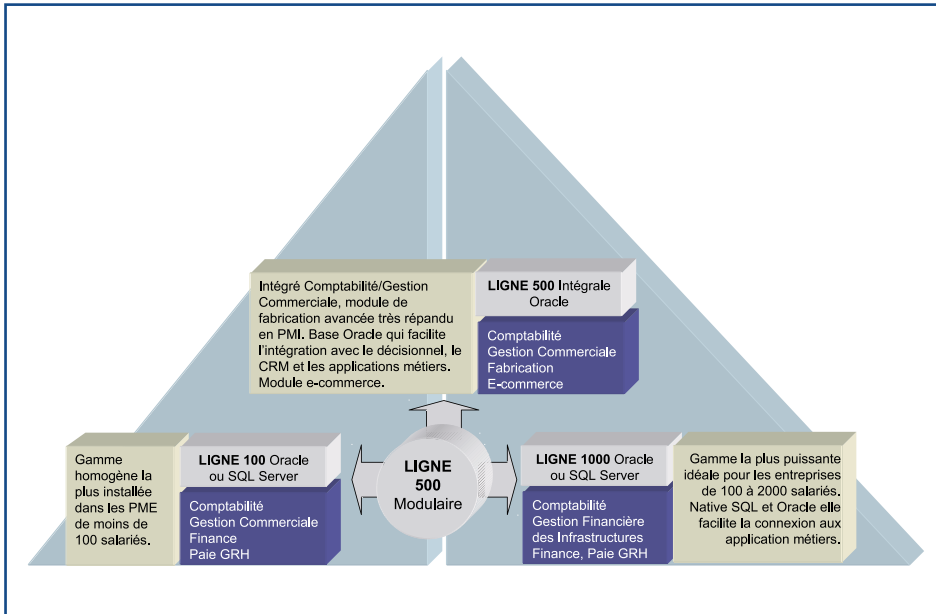 Intégré Comptabilité/Gestion
Commerciale, module de
fabrication avancée très répandu
en PMI. Base Oracle qui facilite
l'intégration avec le décisionnel, le
CRM et les applications métiers.
Module e-commerce.
LIGNE 500 Intégrale
Oracle
Comptabilité
Gestion Commerciale
Fabrication
E-commerce
Gamme
homogène la
plus installée
dans les PME
de moins de
100 salariés.
LIGNE 100 Oracle
ou SQL Server
Comptabilité
Gestion Commerciale
Finance
Paie GRH
LIGNE
500
Modulaire
LIGNE 1000 Oracle
ou SQL Server
Comptabilité
Gestion Financière
des Infrastructures
Finance, Paie GRH
Gamme la plus puissante
idéale pour les entreprises
de 100 à 2000 salariés.
Native SQL et Oracle elle
facilite la connexion aux
application métiers.